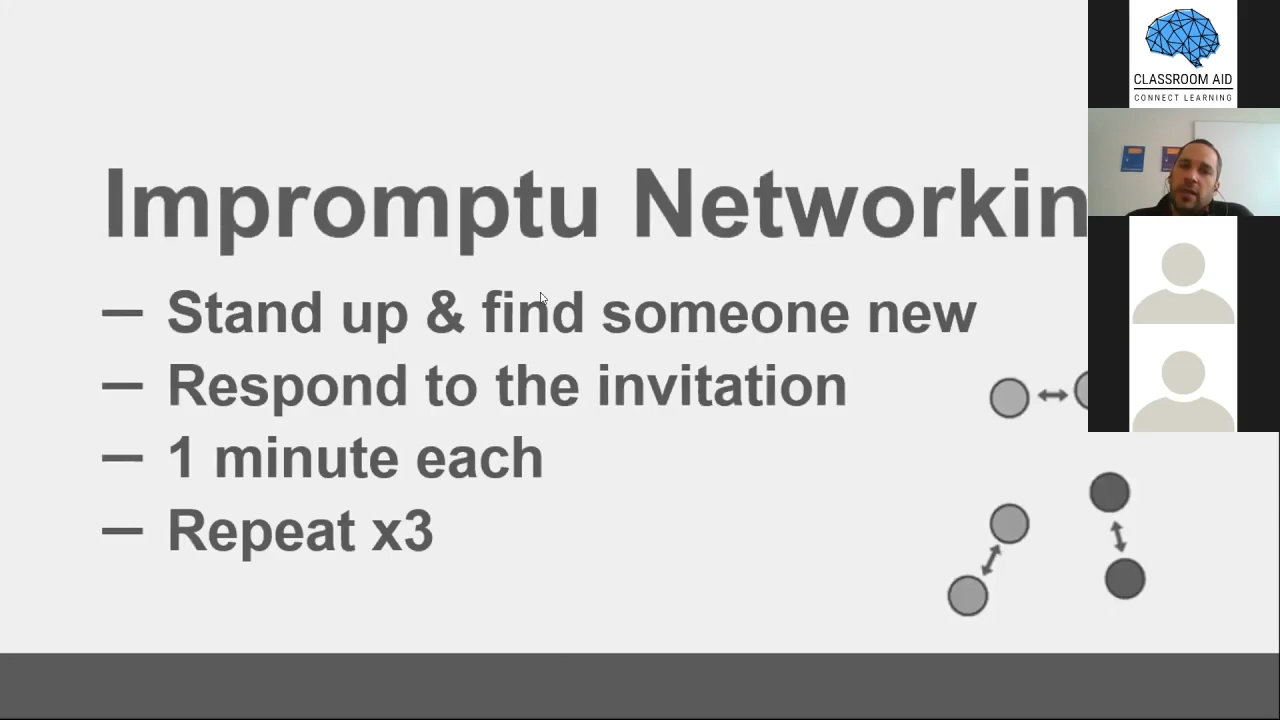 Impromptu Networkin
— Stand up & find someone new
— Respond to the invitation
— 1 minute each
— Repeat x3
CLASSROOM AID
CONNECT LEARNING